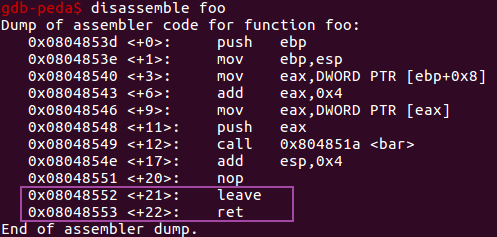 gdb-peda$ disassemble foo
Dump of assembler code for function foo:
   0x0804853d <+0>:     push   ebp
   0x0804853e <+1>:     mov    ebp,esp
   0x08048540 <+3>:     mov    eax,DWORD PTR [ebp+0x8]
   0x08048543 <+6>:     add    eax,0x4
   0x08048546 <+9>:     mov    eax,DWORD PTR [eax]
   0x08048548 <+11>:    push   eax
   0x08048549 <+12>:    call   0x804851a <bar>
   0x0804854e <+17>:    add    esp,0x4
   0x08048551 <+20>:    nop
   0x08048552 <+21>:    leave
   0x08048553 <+22>:    ret
End of assembler dump.